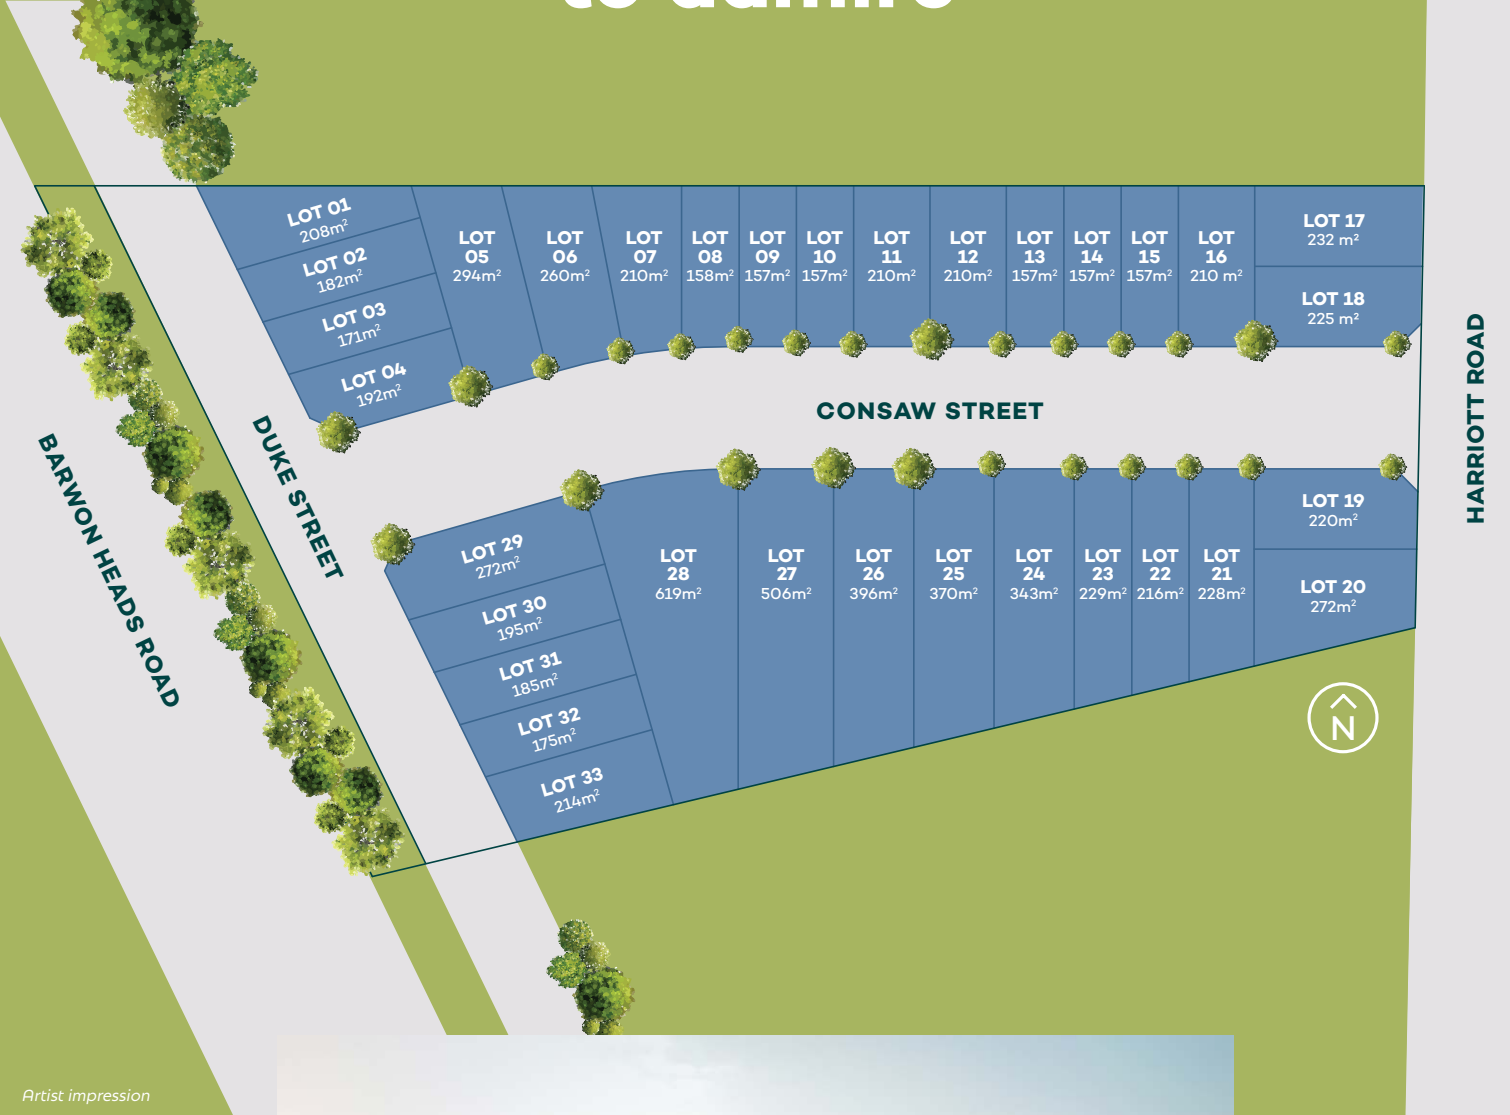 LOT 01
208m²
LOT 02
182m²
LOT 03
171m²
LOT 04
192m²
LOT
05
294m²
LOT
06
260m²
LOT
07
210m²
LOT
08
158m²
LOT
09
157m²
LOT
10
157m²
LOT
11
210m²
LOT
12
210m²
LOT
13
157m²
LOT
14
157m²
LOT
15
157m²
LOT
16
210 m²
LOT 17
232 m²
LOT 18
225 m²
CONSAW STREET
HARRIOTT ROAD
DUKE STREET
BARWON HEADS ROAD
LOT 19
220m²
LOT 20
272m²
LOT
21
228m²
LOT
22
216m²
LOT
23
229m²
LOT
24
343m²
LOT
25
370m²
LOT
26
396m²
LOT
27
506m²
LOT
28
619m²
LOT 29
272m²
LOT 30
195m²
LOT 31
185m²
LOT 32
175m²
LOT 33
214m²
N
Artist impression